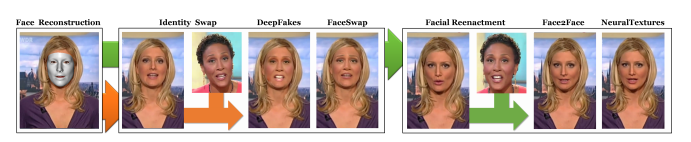 Face Reconstruction
Identity Swap
DeepFakes
FaceSwap
Facial Reenactment
Face2Face
NeuralTextures